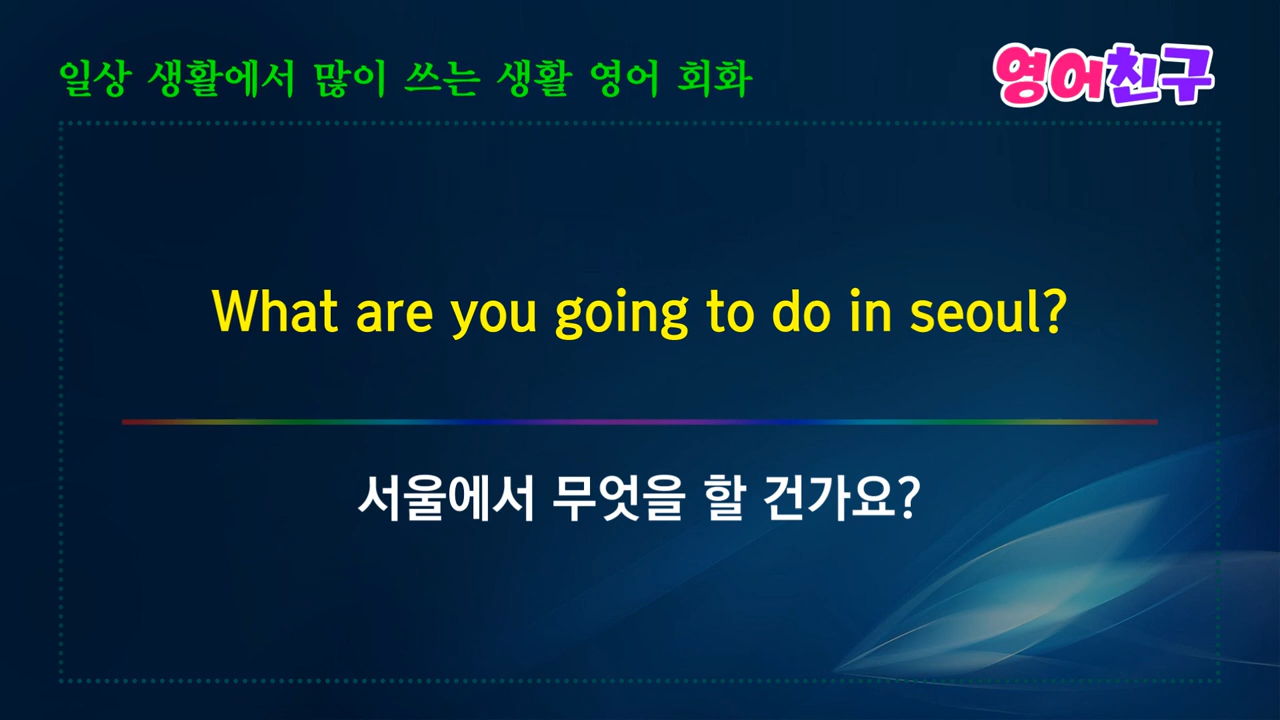 일상 생활에서 많이 쓰는 생활 영어 회화
영어친구
What are you going to do in seoul?
서울에서 무엇을 할 건가요?